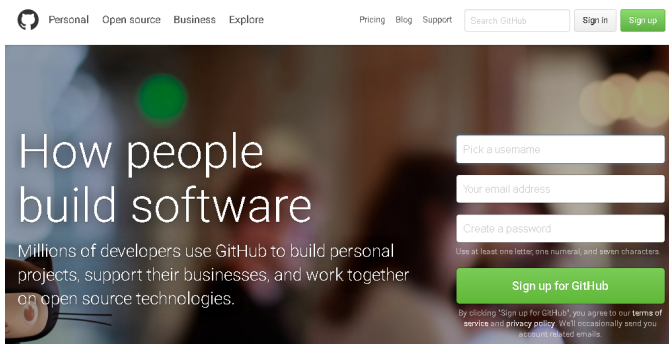 Personal Open source Business Explore Pricing Blog Support Search GitHub Sign in Sign up
How people
build software
Millions of developers use GitHub to build personal
projects, support their businesses, and work together
on open source technologies.
Pick a username
Your email address
Create a password
Use at least one letter, one numeral, and seven characters.
Sign up for GitHub
By clicking "Sign up for GitHub", you agree to our terms of
service and privacy policy. We'll occasionally send you
account related emails.